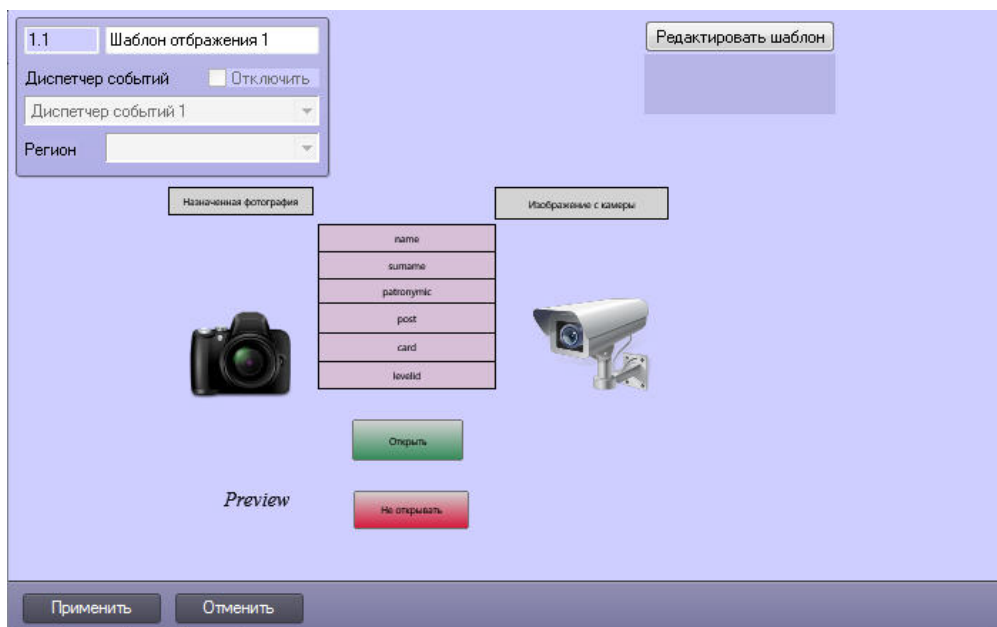 1.1
Шаблон отбражения 1
Редактировать шаблон
Диспетчер событий
Отключить
Диспетчер событий 1
Регион
Назначенная фотография
Изображение с камеры
name
surname
patronymic
post
card
levelid
Открыть
Preview
Не открывать
Применить
Отменить